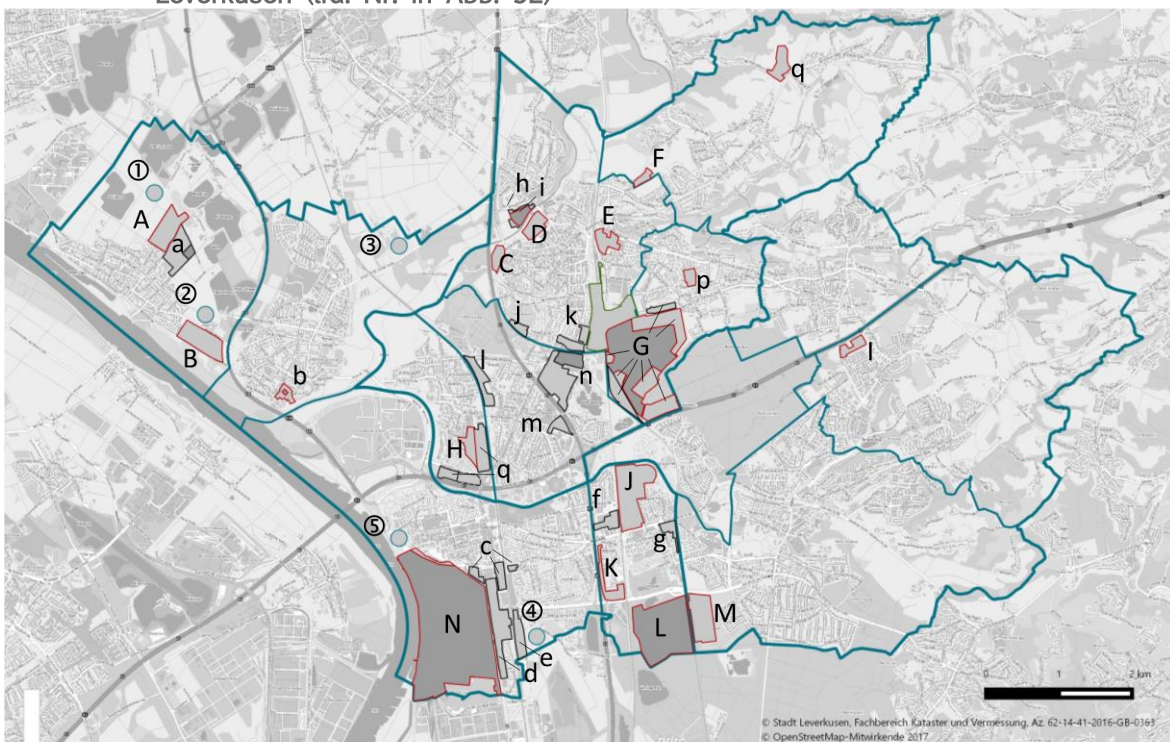 Leverkusen (lfd. Nr. in Abb. 52)
q
F
h i
①
A
D
E
a
③
C
p
②
j
k
G
B
l
n
I
b
m
H
q
J
f
⑤
g
c
K
④
N
M
L
e
d
0 1 2 km
© Stadt Leverkusen, Fachbereich Kataster und Vermessung, Az. 62-14-41-2016-GB-0363
© OpenStreetMap-Mitwirkende 2017